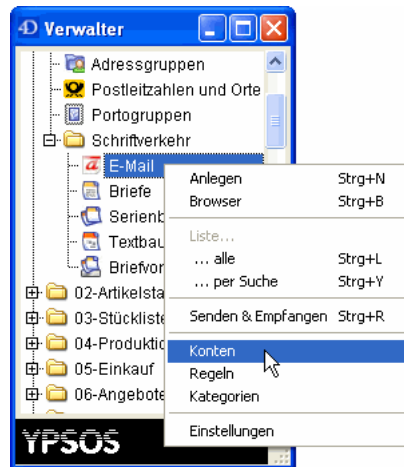 Verwalter
Adressgruppen
Postleitzahlen und Orte
Portogruppen
Schriftverkehr
E-Mail
Briefe
Serienb
Textbau
Briefvor
02-Artikelsta
03-Stückliste
04-Produktio
05-Einkauf
06-Angebote
YPSOS
Anlegen Strg+N
Browser Strg+B
Liste...
... alle Strg+L
... per Suche Strg+Y
Senden & Empfangen Strg+R
Konten
Regeln
Kategorien
Einstellungen